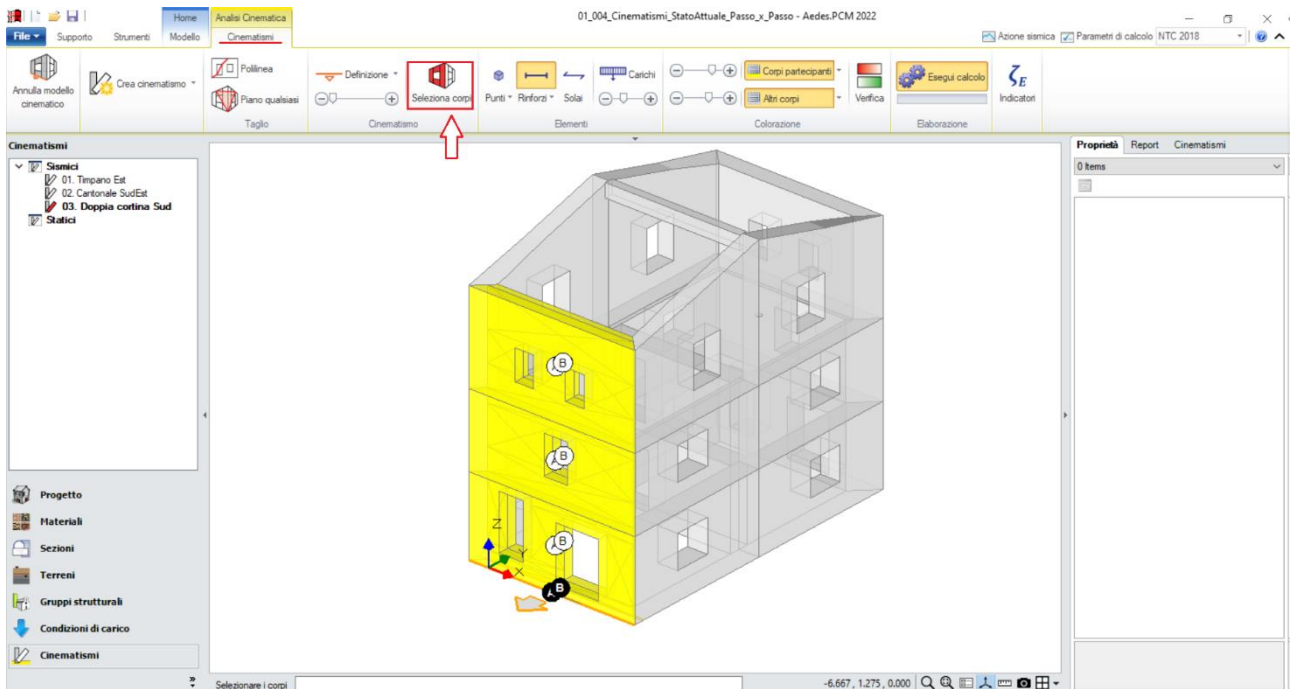 Home
Analisi Cinematica
01_004_Cinematismi_StatoAttuale_Passo_x_Passo - Aedes.PCM 2022
File
Supporto
Strumenti
Modello
Cinematismi
Azione sismica
Parametri di calcolo
NTC 2018
Annulla modello cinematico
Crea cinematismo
Polilinea
Piano qualsiasi
Taglio
Definizione
Seleziona corpi
Cinematismo
Punti
Rinforzi
Solai
Carichi
Elementi
Corpi partecipanti
Altri corpi
Verifica
Colorazione
Esegui calcolo
Elaborazione
ζE
Indicatori
Cinematismi
Sismici
01. Timpano Est
02. Cantonale SudEst
03. Doppia cortina Sud
Statici
Progetto
Materiali
Sezioni
Terreni
Gruppi strutturali
Condizioni di carico
Cinematismi
A B
A B
A B
A B
Z
Y
X
Proprietà
Report
Cinematismi
0 Items
Selezionare i corpi
-6.667 , 1.275 , 0.000